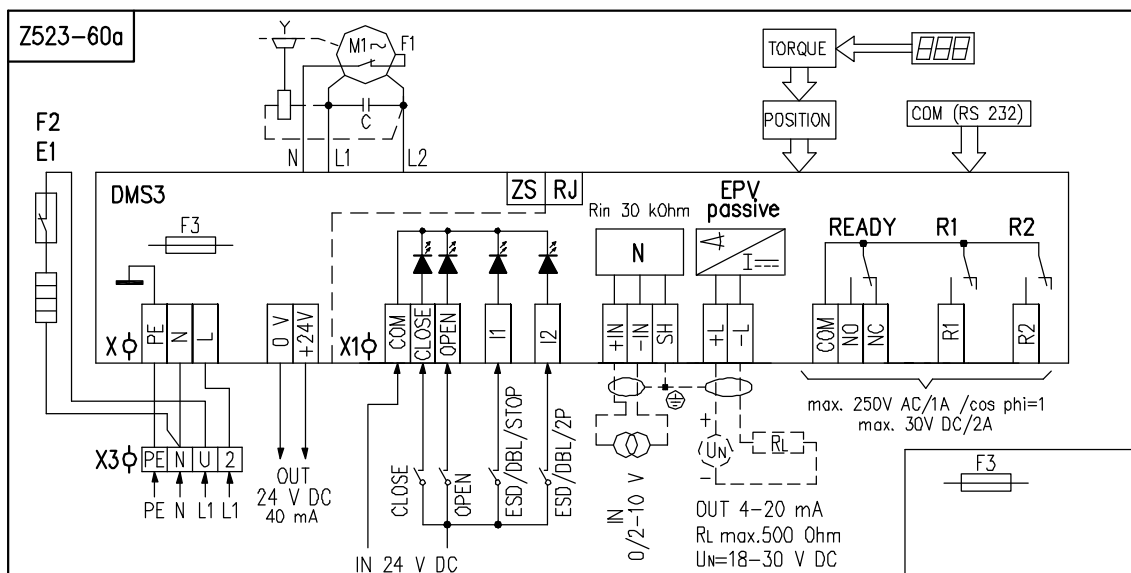 Z523-60a
Y
M1~
F1
C
N
L1
L2
TORQUE
POSITION
COM (RS 232)
F2
E1
DMS3
ZS
RJ
F3
Rin 30 kOhm
N
EPV
passive
I
READY
R1
R2
X
PE
N
L
0 V
+24V
X1
COM
CLOSE
OPEN
I1
I2
+IN
-IN
SH
+L
-L
COM
NO
NC
R1
R2
max. 250V AC/1A /cos phi=1
max. 30V DC/2A
X3
PE
N
U
2
PE
N
L1
L1
OUT
24 V DC
40 mA
CLOSE
OPEN
ESD/DBL/STOP
ESD/DBL/2P
IN 24 V DC
IN
0/2-10 V
+
UN
-
RL
OUT 4-20 mA
RL max.500 Ohm
UN=18-30 V DC
F3